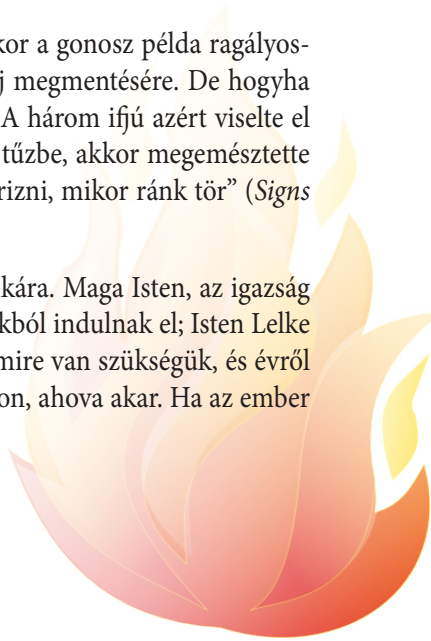 kor a gonosz példa ragályos-
j megmentésére. De hogyha
A három ifjú azért viselte el
tűzbe, akkor megemésztette
rizni, mikor ránk tör” (Signs
kára. Maga Isten, az igazság
kból indulnak el; Isten Lelke
mire van szükségük, és évről
on, ahova akar. Ha az ember